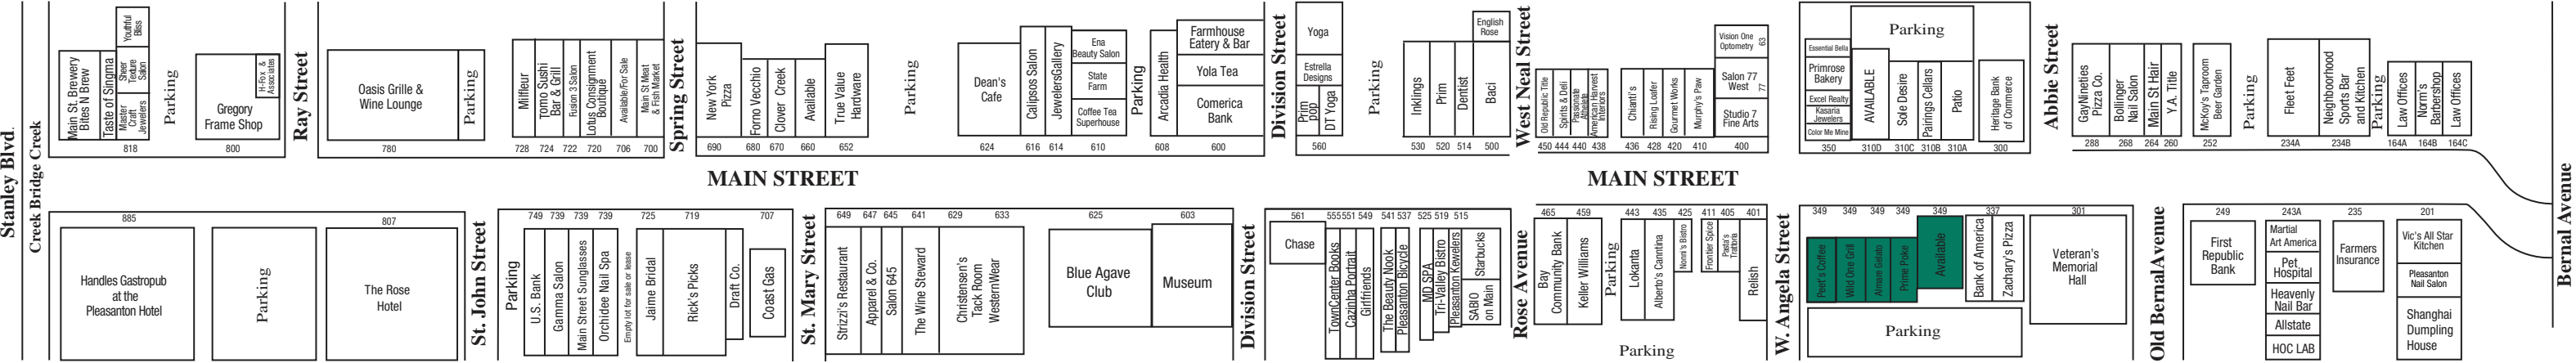 Stanley Blvd.
Creek Bridge Creek
Main St. Brewery
Bites N Brew
Taste of Singma
Youthful
Bliss
Sheer
Texture
Salon
Master
Craft
Jewelers
818
Parking
Gregory
Frame Shop
H-Fox &
Associates
800
Ray Street
Oasis Grille &
Wine Lounge
Parking
780
Milfleur
Tomo Sushi
Bar & Grill
Fusion 3 Salon
Lotus Consignment
Boutique
Available/For Sale
Main St Meat
& Fish Market
728
724
722
720
706
700
Spring Street
New York
Pizza
Forno Vecchio
Clover Creek
Available
True Value
Hardware
690
680
670
660
652
Parking
Dean's
Cafe
Calipsos Salon
JewelersGallery
Ena
Beauty Salon
State
Farm
Coffee Tea
Superhouse
624
616
614
610
Parking
Arcadia Health
Farmhouse
Eatery & Bar
Yola Tea
Comerica
Bank
608
600
Division Street
Yoga
Estrella
Designs
Prim
pop
DT Yoga
560
Parking
Inklings
Prim
Dentist
English
Rose
Baci
530
520
514
500
West Neal Street
Old Republic Title
Spirits & Deli
Passionate
Athlete
American Harvest
Interiors
450
444
440
438
Chianti's
Rising Loafer
Gourmet Works
Murphy's Paw
436
428
420
410
Vision One
Optometry
63
Salon 77
West
77
Studio 7
Fine Arts
400
Parking
Essential Bella
Primrose
Bakery
Excel Realty
Kasaria
Jewelers
Color Me Mine
AVAILABLE
Sole Desire
Pairings Cellars
Patio
Heritage Bank
of Commerce
350
310D
310C
310B
310A
300
Abbie Street
GayNineties
Pizza Co.
Bollinger
Nail Salon
Main St Hair
Y.A. Title
McKoy's Taproom
Beer Garden
Parking
Fleet Feet
Neighboorhood
Sports Bar
and Kitchen
Parking
Law Offices
Norm's
Barbershop
Law Offices
288
268
264
260
252
234A
234B
164A
164B
164C
Bernal Avenue
MAIN STREET
MAIN STREET
885
807
Handles Gastropub
at the
Pleasanton Hotel
Parking
The Rose
Hotel
St. John Street
749
739
739
739
725
719
707
Parking
U.S. Bank
Gamma Salon
Main Street Sunglasses
Orchidee Nail Spa
Empty lot for sale or lease
Jaime Bridal
Rick's Picks
Draft Co.
Coast Gas
St. Mary Street
649
647
645
641
629
633
625
603
Strizzi's Restaurant
Apparel & Co.
Salon 645
The Wine Steward
Christensen's
Tack Room
WesternWear
Blue Agave
Club
Museum
Division Street
561
555
551
549
541
537
525
519
515
Chase
TownCenter Books
Cazinha Portrait
Girlfriends
The Beauty Nook
Pleasanton Bicycle
MD SPA
Tri-Valley Bistro
Pleasanton Kewelers
Starbucks
SABIO
on Main
Rose Avenue
465
459
443
435
425
411
405
401
Bay
Community Bank
Keller Williams
Parking
Lokanta
Alberto's Cantina
Nonni's Bistro
Frontier Spice
Pasta's
Trattoria
Relish
Parking
W. Angela Street
349
349
349
349
349
337
301
Peet's Coffee
Wild One Grill
Almare Gelato
Prime Poke
Available
Bank of America
Zachary's Pizza
Parking
Veteran's
Memorial
Hall
Old BernalAvenue
249
243A
235
201
First
Republic
Bank
Martial
Art America
Pet
Hospital
Heavenly
Nail Bar
Allstate
HOC LAB
Farmers
Insurance
Vic's All Star
Kitchen
Pleasanton
Nail Salon
Shanghai
Dumpling
House